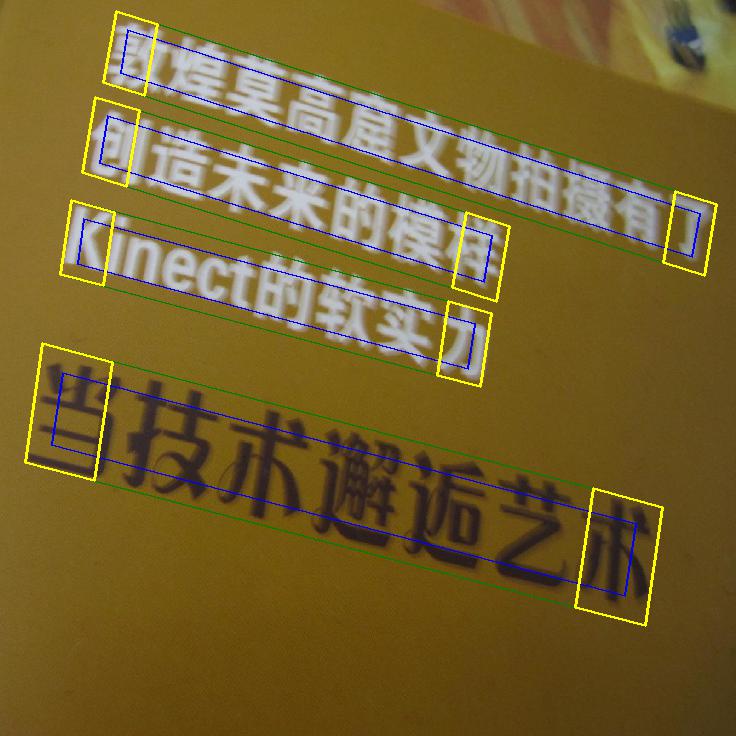 敦煌莫高窟文物拍摄有了
创造未来的模样
Kinect的软实力
当技术邂逅艺术